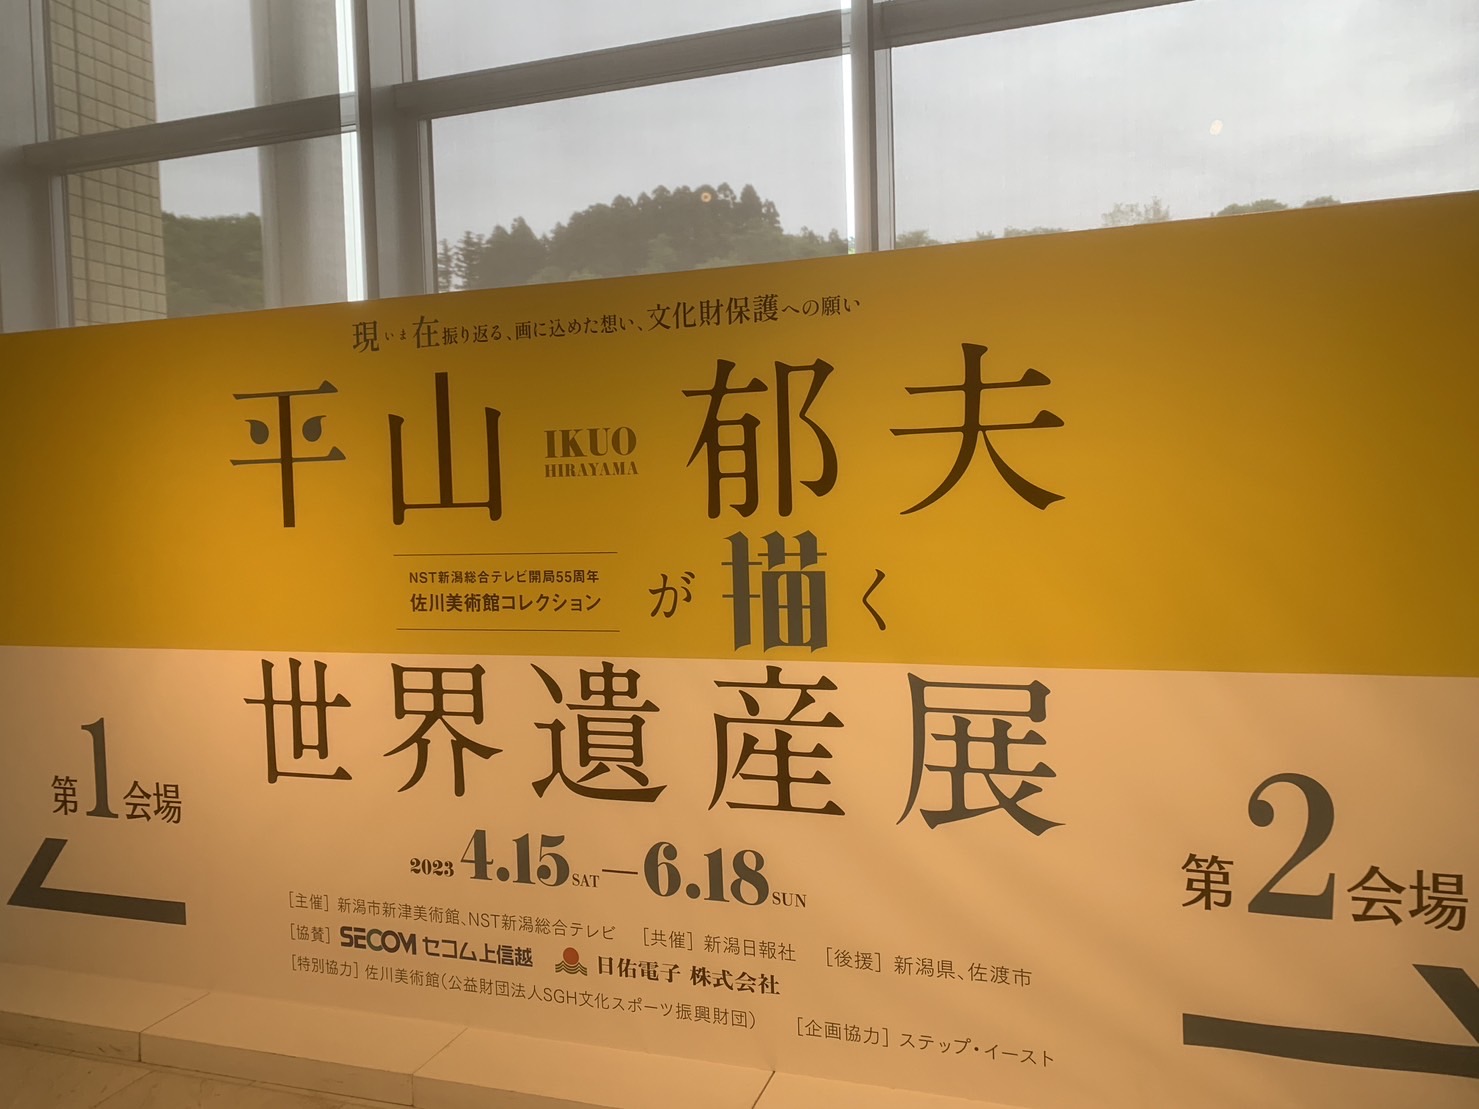 現在いま振り返る、画に込めた想い、文化財保護への願い
平山郁夫
IKUO
HIRAYAMA
NST新潟総合テレビ開局55周年
佐川美術館コレクション
が描く
世界遺産展
第1会場
第2会場
2023 4.15 SAT—6.18 SUN
［主催］新潟市新津美術館、NST新潟総合テレビ ［共催］新潟日報社 ［後援］新潟県、佐渡市
［協賛］SECOM セコム上信越 日佑電子 株式会社
［特別協力］佐川美術館（公益財団法人SGH文化スポーツ振興財団） ［企画協力］ステップ・イースト